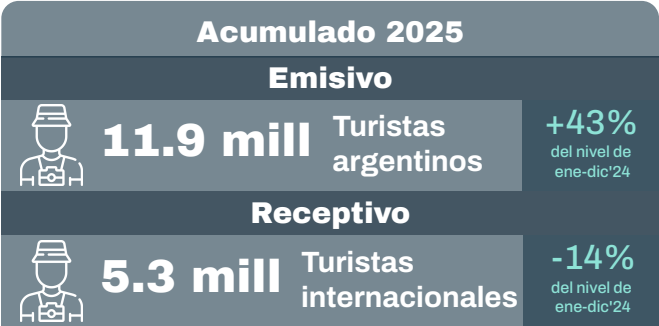 Acumulado 2025
Emisivo
11.9 mill
Turistas
argentinos
+43%
del nivel de
ene-dic'24
Receptivo
5.3 mill
Turistas
internacionales
-14%
del nivel de
ene-dic'24